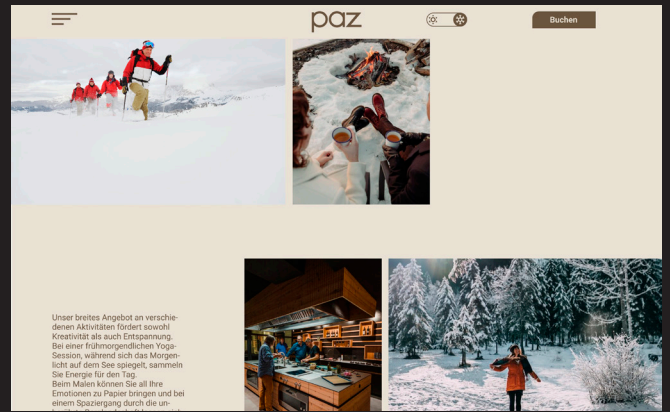 paz
Buchen
Unser breites Angebot an verschie-
denen Aktivitäten fördert sowohl
Kreativität als auch Entspannung.
Bei einer frühmorgendlichen Yoga-
Session, während sich das Morgen-
licht auf dem See spiegelt, sammeln
Sie Energie für den Tag.
Beim Malen können Sie all Ihre
Emotionen zu Papier bringen und bei
einem Spaziergang durch die un-